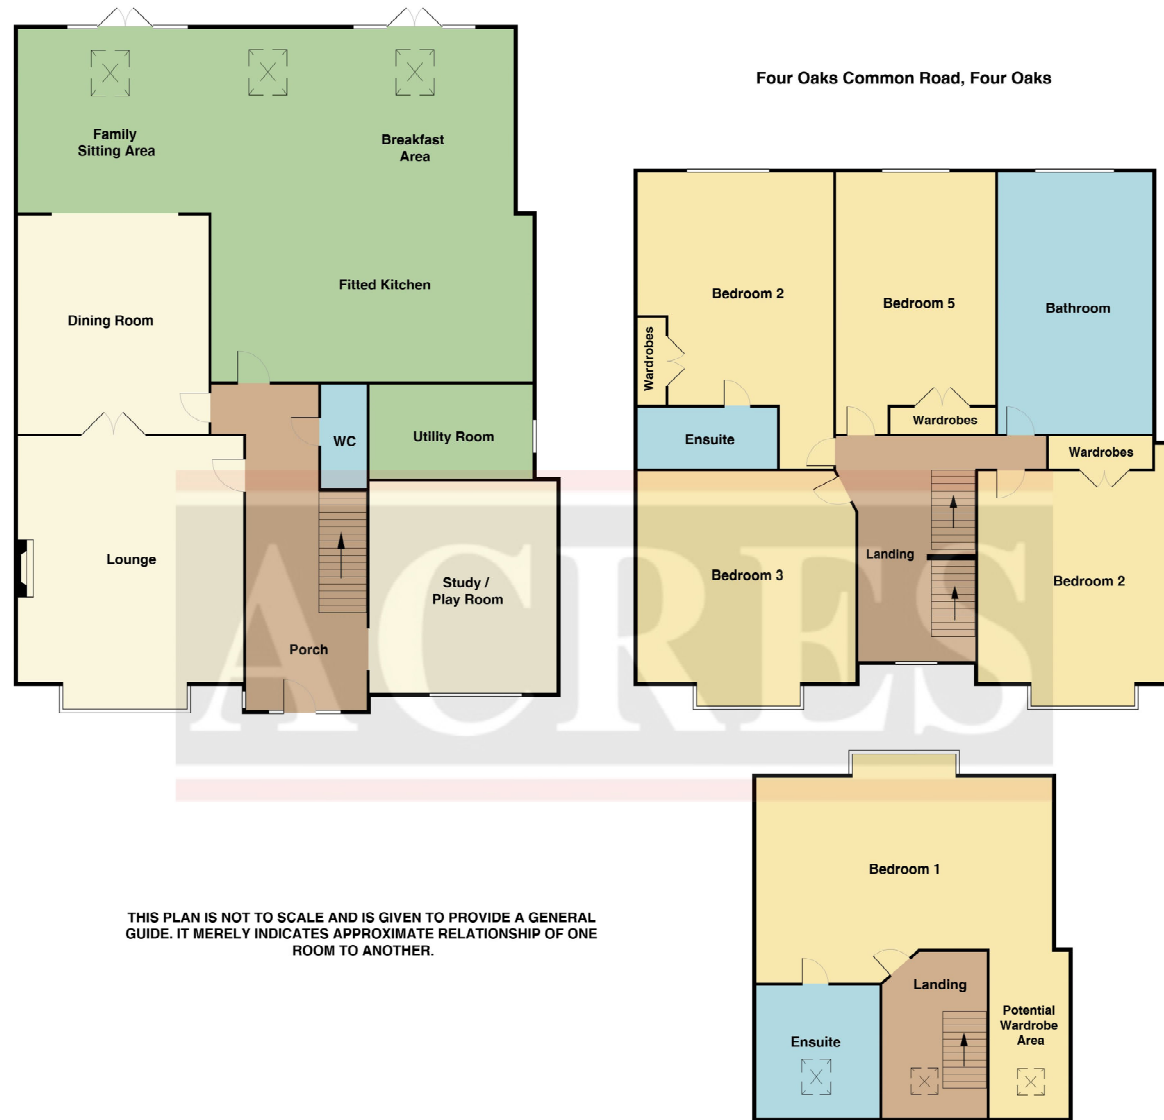 Four Oaks Common Road, Four Oaks
Family
Sitting Area
Breakfast
Area
Fitted Kitchen
Dining Room
WC
Utility Room
Lounge
Study /
Play Room
Porch
Bedroom 2
Bedroom 5
Bathroom
Wardrobes
Wardrobes
Ensuite
Wardrobes
Landing
Bedroom 3
Bedroom 2
ACRES
Bedroom 1
Landing
Potential
Wardrobe
Area
Ensuite
THIS PLAN IS NOT TO SCALE AND IS GIVEN TO PROVIDE A GENERAL
GUIDE. IT MERELY INDICATES APPROXIMATE RELATIONSHIP OF ONE
ROOM TO ANOTHER.